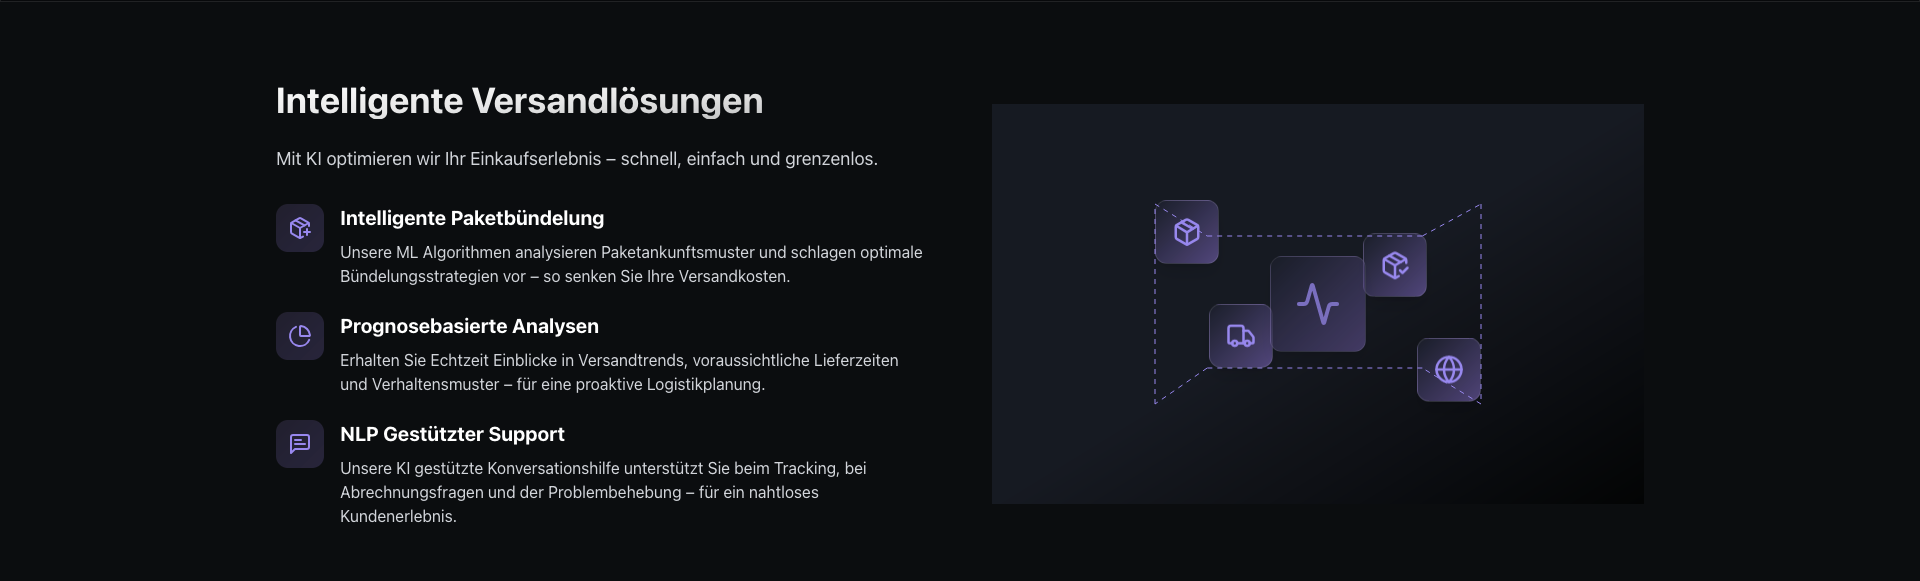 Intelligente Versandlösungen
Mit KI optimieren wir Ihr Einkaufserlebnis – schnell, einfach und grenzenlos.
Intelligente Paketbündelung
Unsere ML Algorithmen analysieren Paketankunftsmuster und schlagen optimale
Bündelungsstrategien vor – so senken Sie Ihre Versandkosten.
Prognosebasierte Analysen
Erhalten Sie Echtzeit Einblicke in Versandtrends, voraussichtliche Lieferzeiten
und Verhaltensmuster – für eine proaktive Logistikplanung.
NLP Gestützter Support
Unsere KI gestützte Konversationshilfe unterstützt Sie beim Tracking, bei
Abrechnungsfragen und der Problembehebung – für ein nahtloses
Kundenerlebnis.